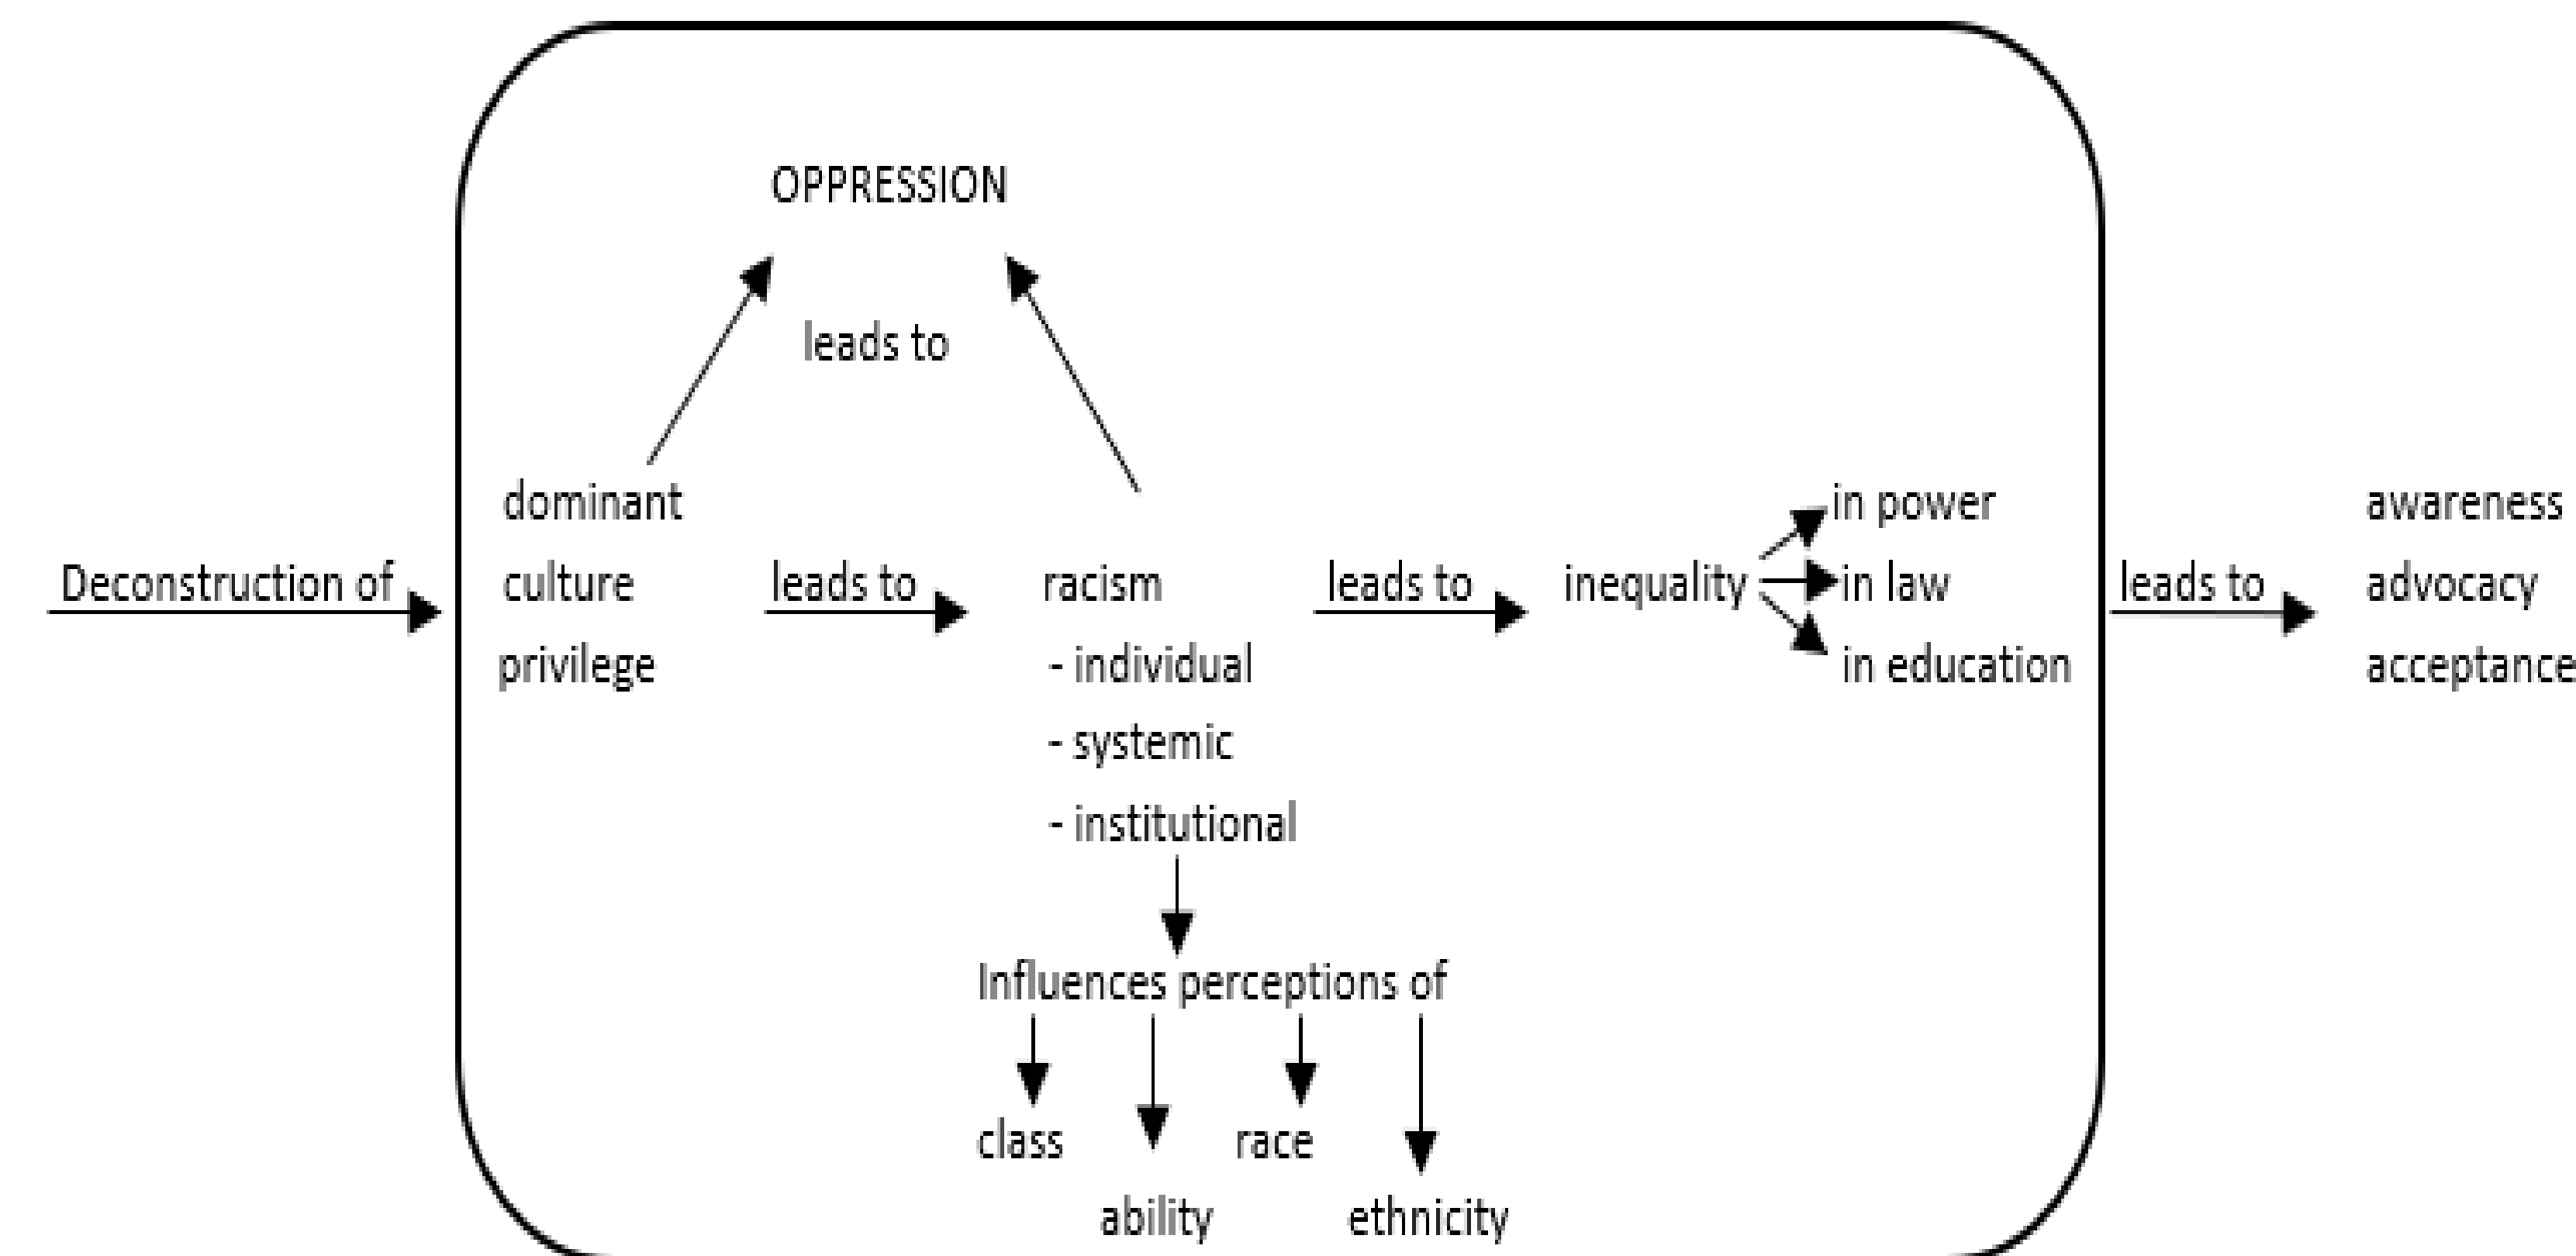 OPPRESSION
leads to
Deconstruction of
dominant
culture
privilege
leads to
racism
- individual
- systemic
- institutional
leads to
inequality
in power
in law
in education
leads to
awareness
advocacy
acceptance
Influences perceptions of
class
ability
race
ethnicity